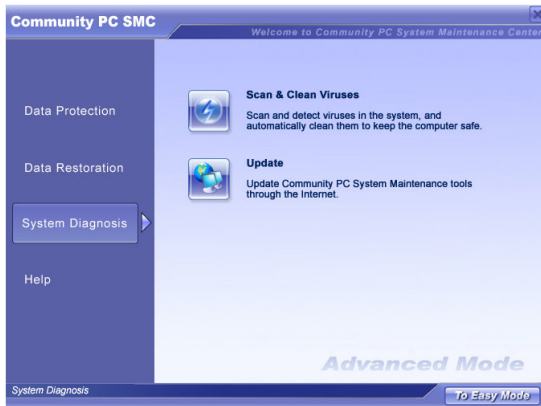 Community PC SMC
Welcome to Community PC System Maintenance Center
Data Protection
Data Restoration
System Diagnosis
Help
Scan & Clean Viruses
Scan and detect viruses in the system, and
automatically clean them to keep the computer safe.
Update
Update Community PC System Maintenance tools
through the Internet.
Advanced Mode
System Diagnosis
To Easy Mode